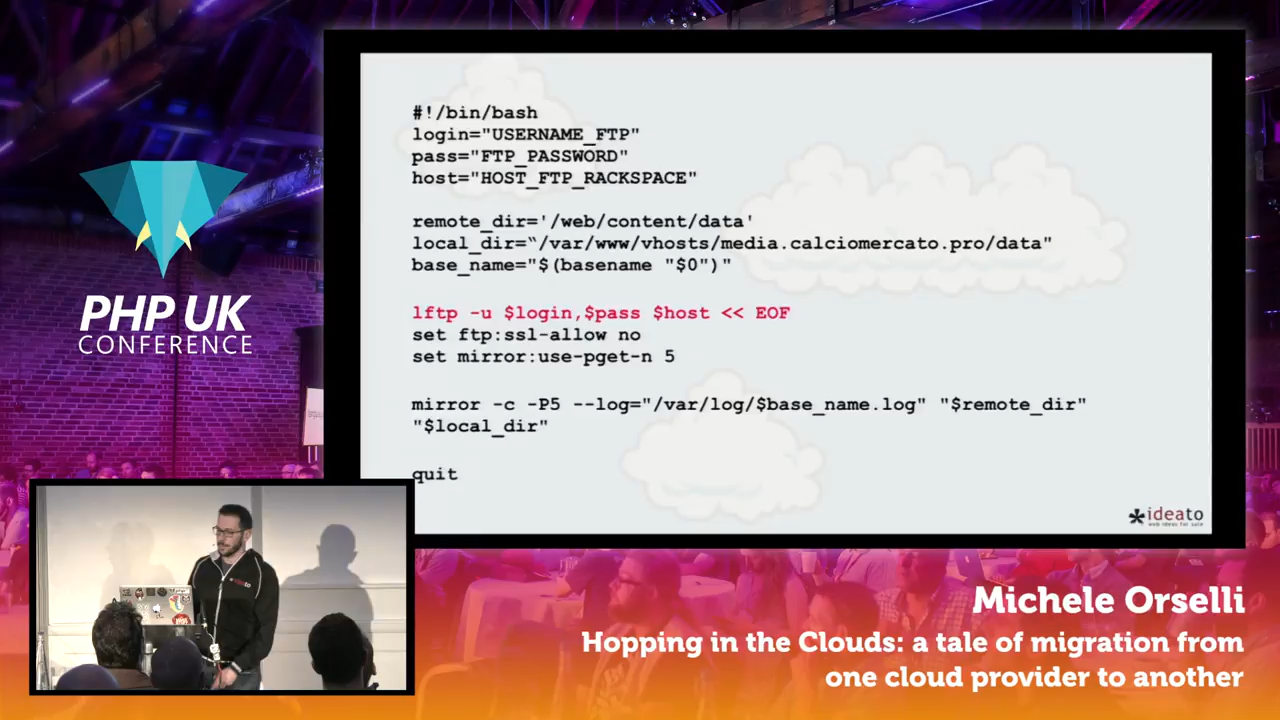 #!/bin/bash
login="USERNAME_FTP"
pass="FTP_PASSWORD"
host="HOST_FTP_RACKSPACE"
remote_dir='/web/content/data'
local_dir=“/var/www/vhosts/media.calciomercato.pro/data"
base_name="$(basename "$0")"
lftp -u $login,$pass $host << EOF
set ftp:ssl-allow no
set mirror:use-pget-n 5
mirror -c -P5 --log="/var/log/$base_name.log" "$remote_dir"
"$local_dir"
quit
ideato
web ideas for sale
PHP UK
CONFERENCE
Michele Orselli
Hopping in the Clouds: a tale of migration from
one cloud provider to another